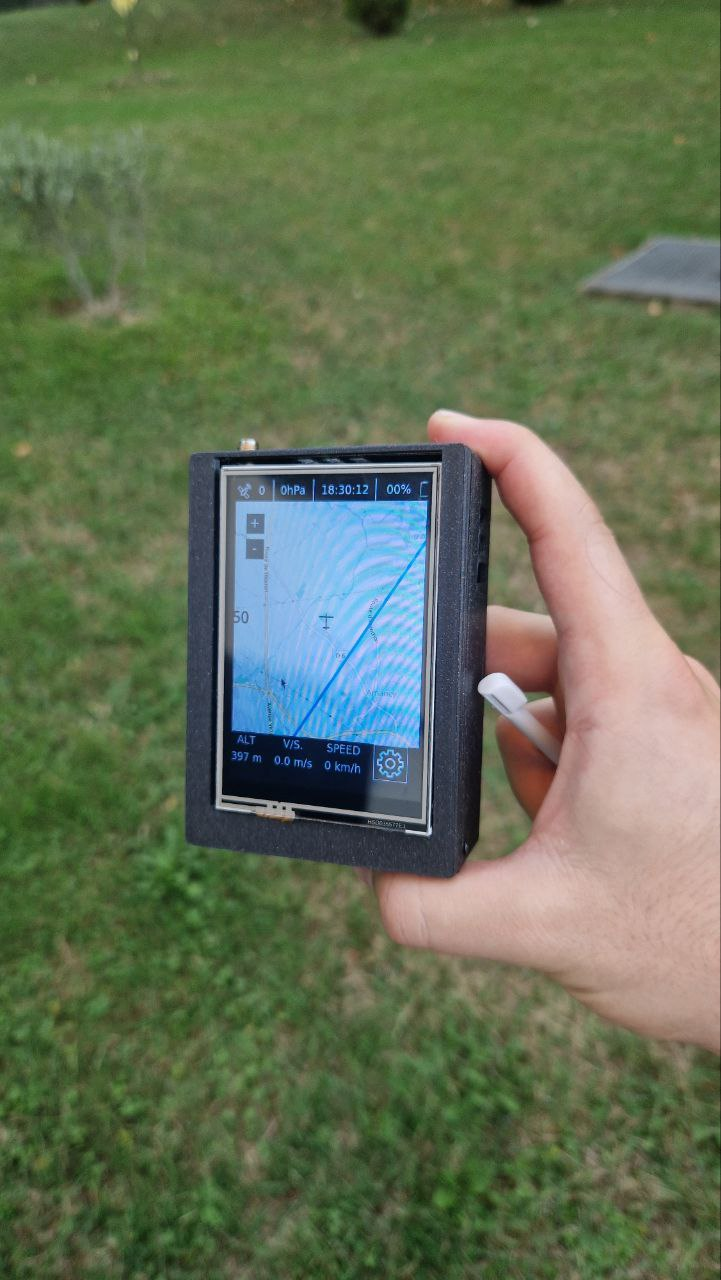 0 0hPa 18:30:12 00%
+
-
50
ALT V/S. SPEED
397 m 0.0 m/s 0 km/h